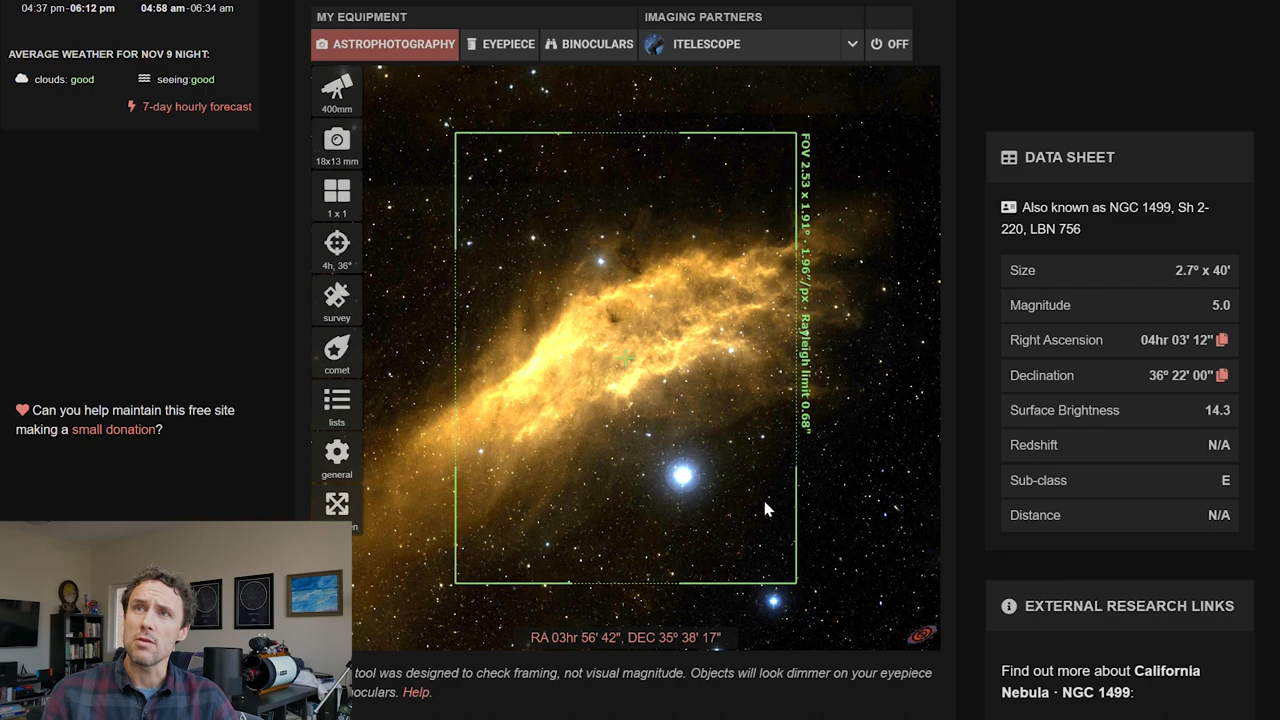 04:37 pm-06:12 pm 04:58 am-06:34 am
AVERAGE WEATHER FOR NOV 9 NIGHT:
clouds: good seeing:good
7-day hourly forecast
Can you help maintain this free site
making a small donation?
MY EQUIPMENT
IMAGING PARTNERS
ASTROPHOTOGRAPHY
EYEPIECE
BINOCULARS
ITELESCOPE
OFF
400mm
18x13 mm
1 x 1
4h, 36°
survey
comet
lists
general
FOV 2.53 x 1.91° · 1.96"/px · Rayleigh limit 0.68"
RA 03hr 56' 42", DEC 35º 38' 17"
tool was designed to check framing, not visual magnitude. Objects will look dimmer on your eyepiece
Help.
DATA SHEET
Also known as NGC 1499, Sh 2-
220, LBN 756
Size 2.7º x 40'
Magnitude 5.0
Right Ascension 04hr 03' 12"
Declination 36º 22' 00"
Surface Brightness 14.3
Redshift N/A
Sub-class E
Distance N/A
EXTERNAL RESEARCH LINKS
Find out more about California
Nebula · NGC 1499: